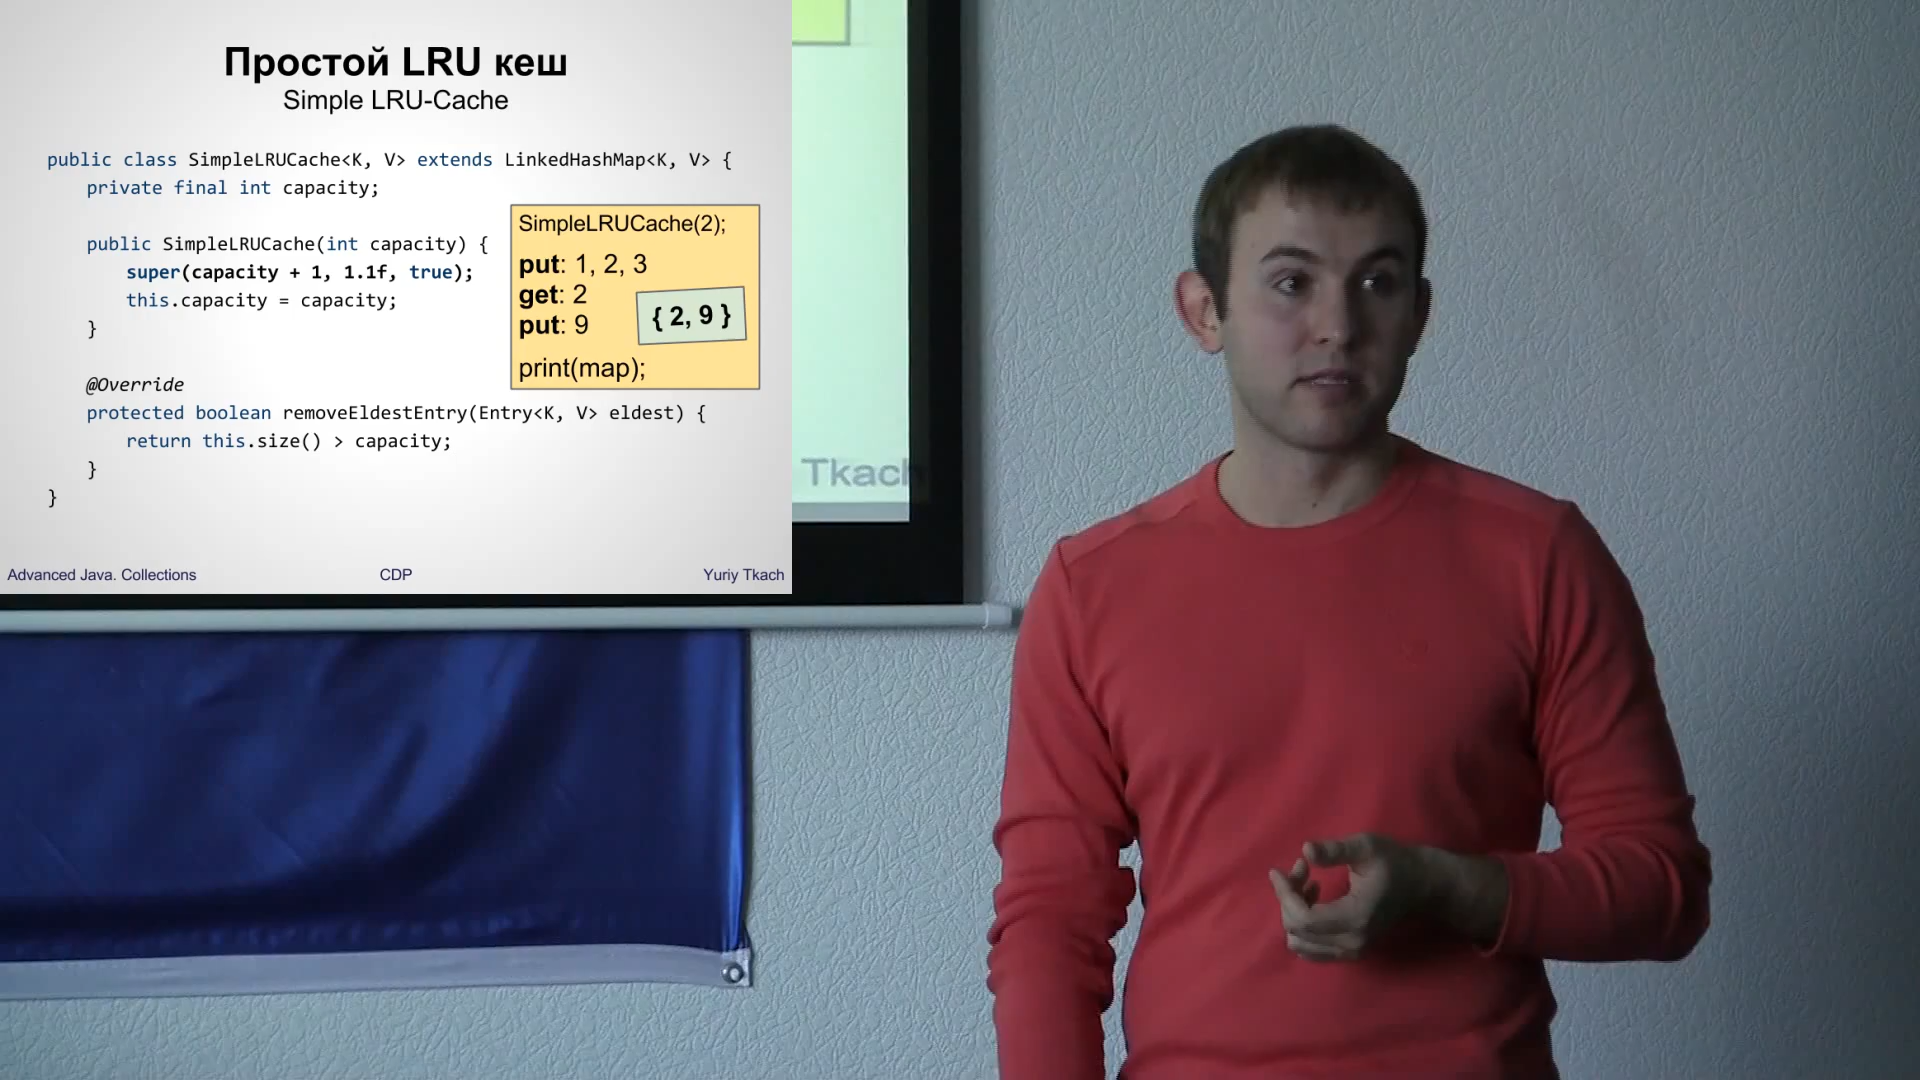 Простой LRU кеш
Simple LRU-Cache
public class SimpleLRUCache<K, V> extends LinkedHashMap<K, V> {
private final int capacity;
public SimpleLRUCache(int capacity) {
super(capacity + 1, 1.1f, true);
this.capacity = capacity;
}
@Override
protected boolean removeEldestEntry(Entry<K, V> eldest) {
return this.size() > capacity;
}
}
SimpleLRUCache(2);
put: 1, 2, 3
get: 2
put: 9
{ 2, 9 }
print(map);
Advanced Java. Collections
CDP
Yuriy Tkach
Tkach